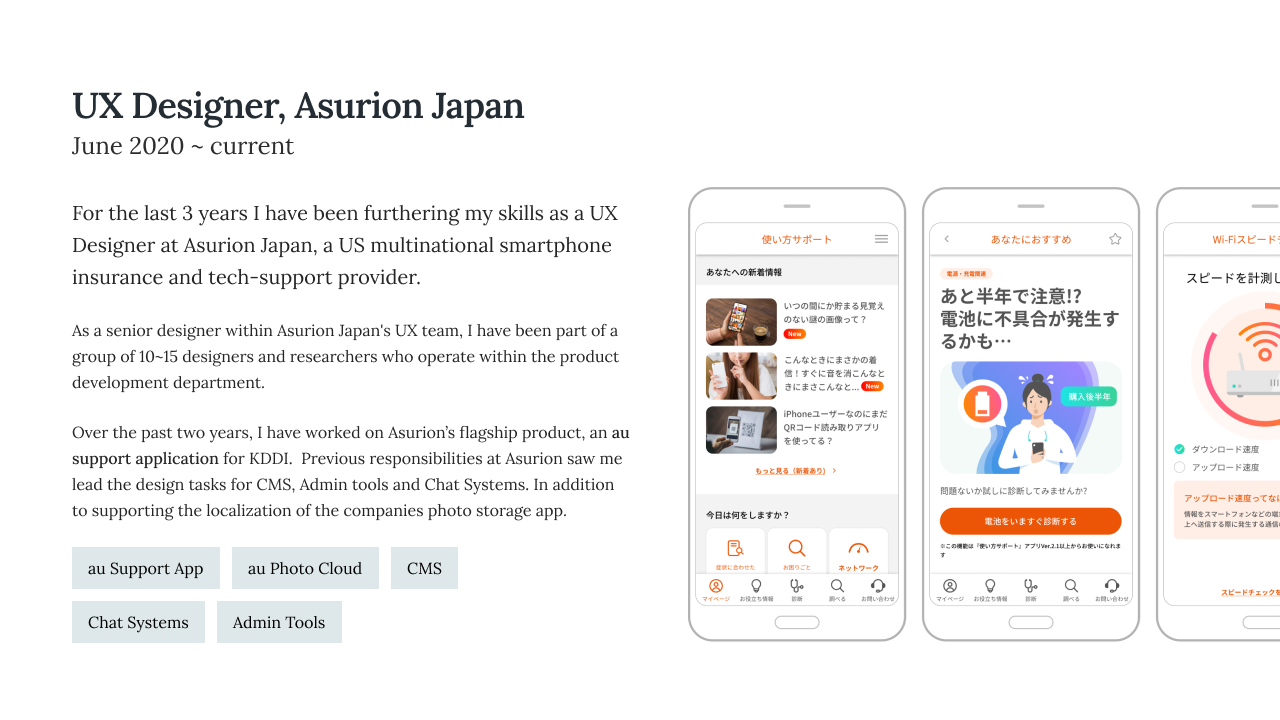 UX Designer, Asurion Japan
June 2020 ~ current
For the last 3 years I have been furthering my skills as a UX
Designer at Asurion Japan, a US multinational smartphone
insurance and tech-support provider.
As a senior designer within Asurion Japan's UX team, I have been part of a
group of 10~15 designers and researchers who operate within the product
development department.
Over the past two years, I have worked on Asurion’s flagship product, an au
support application for KDDI.  Previous responsibilities at Asurion saw me
lead the design tasks for CMS, Admin tools and Chat Systems. In addition
to supporting the localization of the companies photo storage app.
au Support App
au Photo Cloud
CMS
Chat Systems
Admin Tools
使い方サポート
あなたへの新着情報
いつの間にか貯まる見覚え
のない謎の画像って？
New
こんなときにまさかの着
信！すぐに音を消こんなと
きにまさこんなと...
New
iPhoneユーザーなのにまだ
QRコード読み取りアプリ
を使ってる？
もっと見る（新着あり）
今日は何をしますか？
症状に合わせた
お困りごと
ネットワーク
マイページ
お役立ち情報
診断
調べる
お問い合わせ
あなたにおすすめ
電源・充電関連
あと半年で注意!?
電池に不具合が発生す
るかも…
購入後半年
問題ないか試しに診断してみませんか?
電池をいますぐ診断する
※この機能は「使い方サポート」アプリVer.2.1以上からお使いになれま
す
マイページ
お役立ち情報
診断
調べる
お問い合わせ
Wi-Fiスピード
スピードを計測し
ダウンロード速度
アップロード速度
アップロード速度ってな
情報をスマートフォンなどの端
上へ送信する際に発生する通信
スピードチェックを